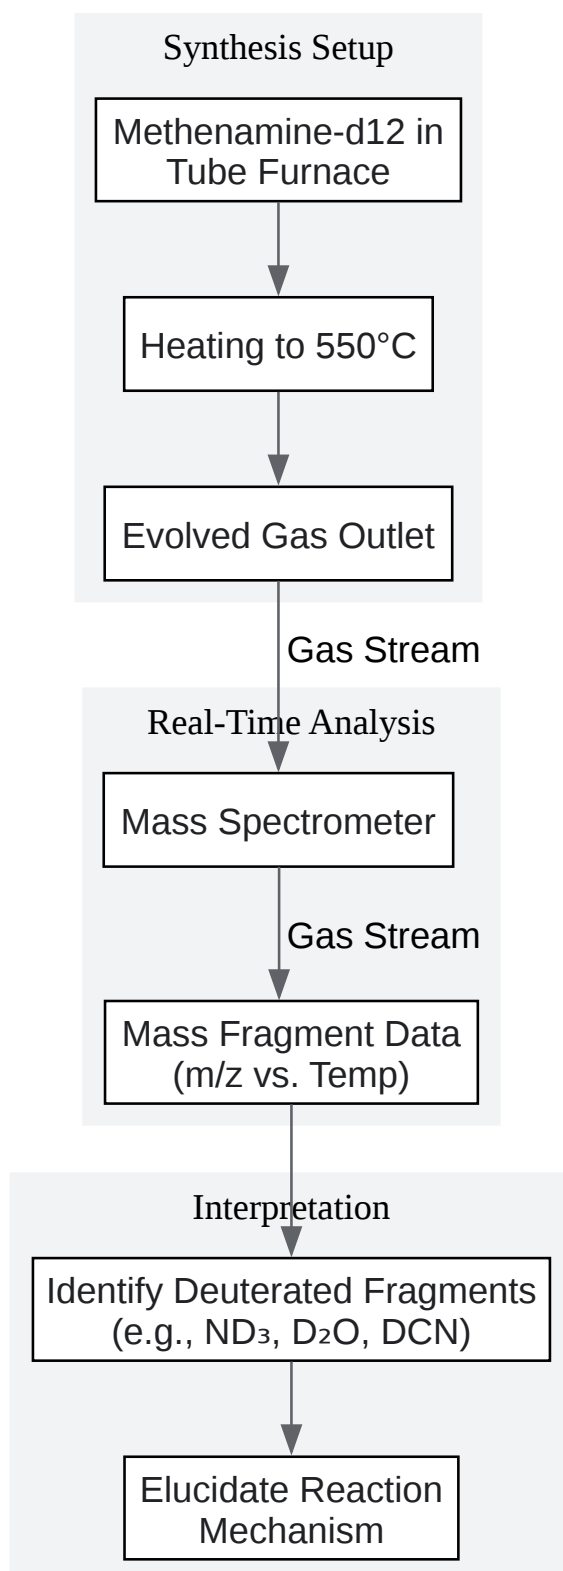 Synthesis Setup
Methenamine-d12 in
Tube Furnace
Heating to 550°C
Evolved Gas Outlet
Gas Stream
Real-Time Analysis
Mass Spectrometer
Gas Stream
Mass Fragment Data
(m/z vs. Temp)
Interpretation
Identify Deuterated Fragments
(e.g., ND₃, D₂O, DCN)
Elucidate Reaction
Mechanism